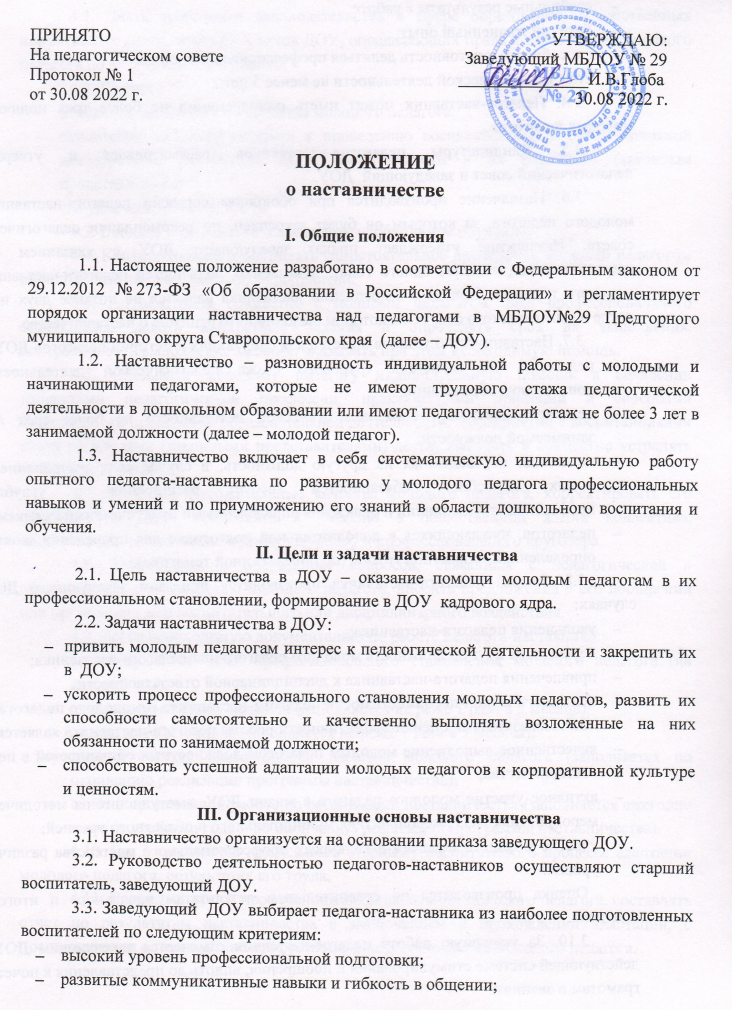 ПРИНЯТО
На педагогическом совете
Протокол № 1
от 30.08 2022 г.
УТВЕРЖДАЮ:
Заведующий МБДОУ № 29
И.В.Глоба
30.08 2022 г.
МБДОУ
№ 29
ПОЛОЖЕНИЕ
о наставничестве
I. Общие положения
1.1. Настоящее положение разработано в соответствии с Федеральным законом от
29.12.2012 №273-ФЗ «Об образовании в Российской Федерации» и регламентирует
порядок организации наставничества над педагогами в МБДОУ№29 Предгорного
муниципального округа Ставропольского края (далее – ДОУ).
1.2. Наставничество – разновидность индивидуальной работы с молодыми и
начинающими педагогами, которые не имеют трудового стажа педагогической
деятельности в дошкольном образовании или имеют педагогический стаж не более 3 лет в
занимаемой должности (далее – молодой педагог).
1.3. Наставничество включает в себя систематическую индивидуальную работу
опытного педагога-наставника по развитию у молодого педагога профессиональных
навыков и умений и по приумножению его знаний в области дошкольного воспитания и
обучения.
II. Цели и задачи наставничества
2.1. Цель наставничества в ДОУ – оказание помощи молодым педагогам в их
профессиональном становлении, формирование в ДОУ кадрового ядра.
2.2. Задачи наставничества в ДОУ:
– привить молодым педагогам интерес к педагогической деятельности и закрепить их
в ДОУ;
– ускорить процесс профессионального становления молодых педагогов, развить их
способности самостоятельно и качественно выполнять возложенные на них
обязанности по занимаемой должности;
– способствовать успешной адаптации молодых педагогов к корпоративной культуре
и ценностям.
III. Организационные основы наставничества
3.1. Наставничество организуется на основании приказа заведующего ДОУ.
3.2. Руководство деятельностью педагогов-наставников осуществляют старший
воспитатель, заведующий ДОУ.
3.3. Заведующий ДОУ выбирает педагога-наставника из наиболее подготовленных
воспитателей по следующим критериям:
– высокий уровень профессиональной подготовки;
– развитые коммуникативные навыки и гибкость в общении;